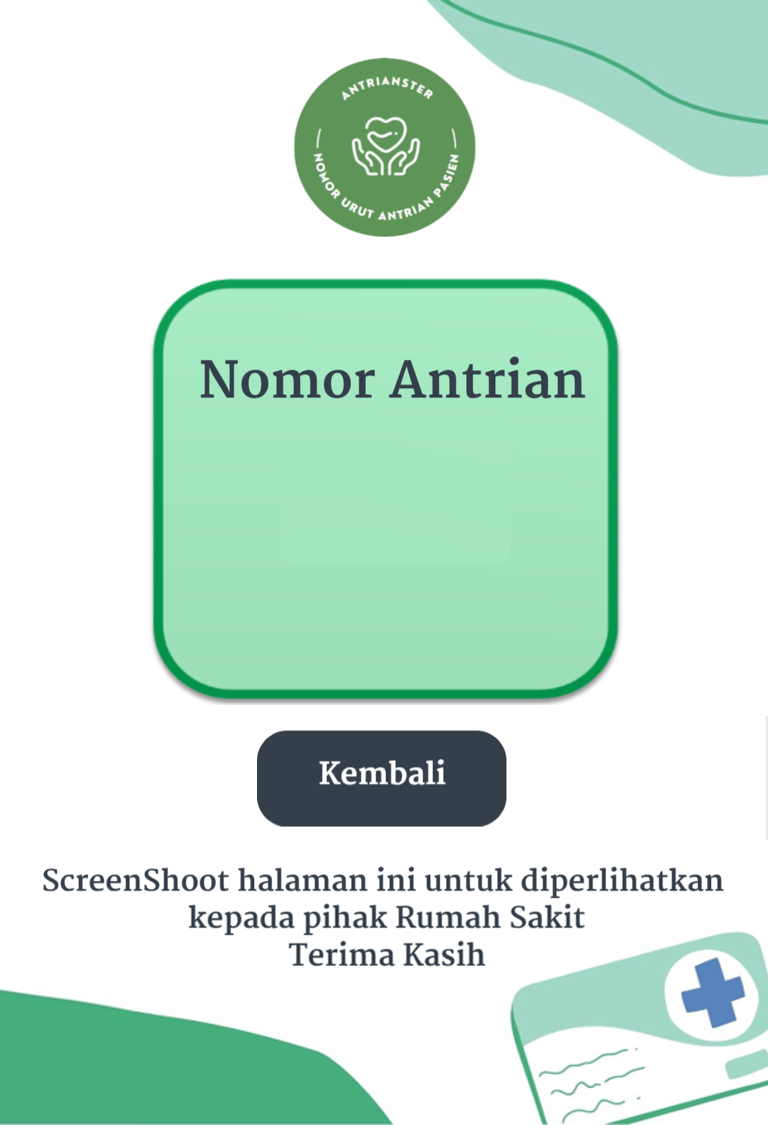 ANTRIANSTER
NOMOR URUT ANTRIAN PASIEN
Nomor Antrian
Kembali
ScreenShoot halaman ini untuk diperlihatkan
kepada pihak Rumah Sakit
Terima Kasih